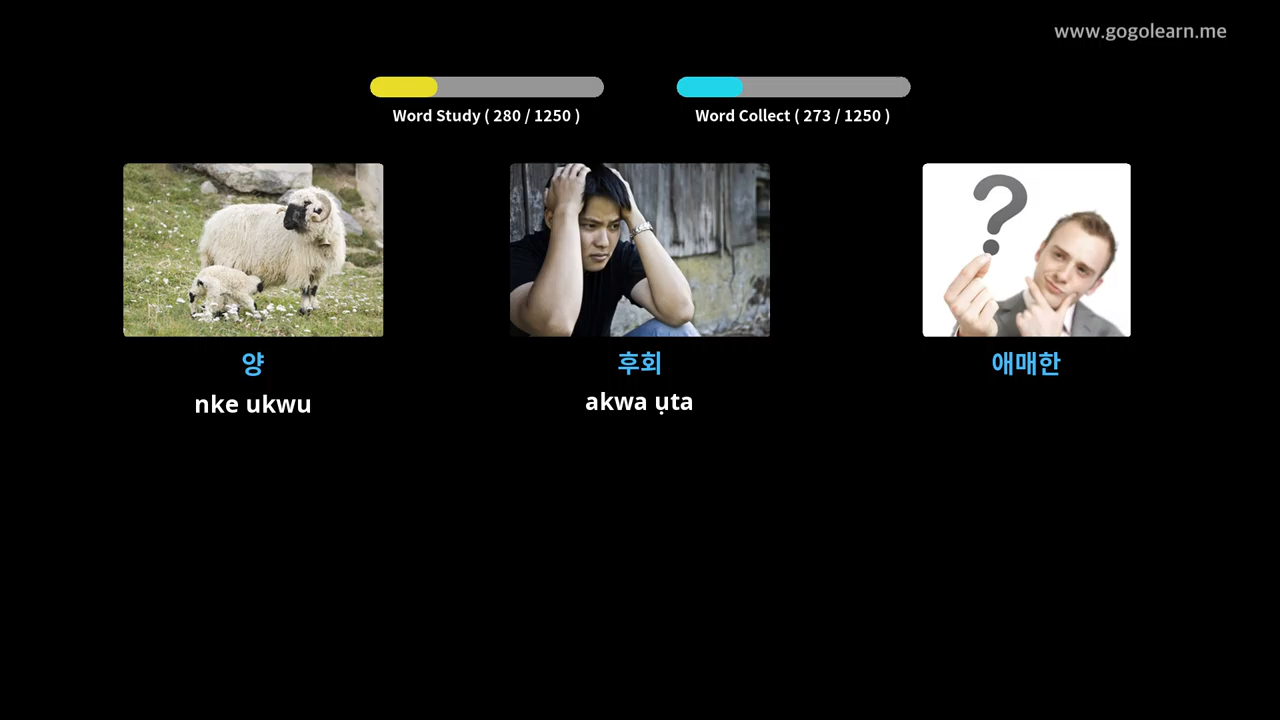 www.gogolearn.me
Word Study ( 280 / 1250 )
Word Collect ( 273 / 1250 )
양
후회
애매한
nke ukwu
akwa ụta